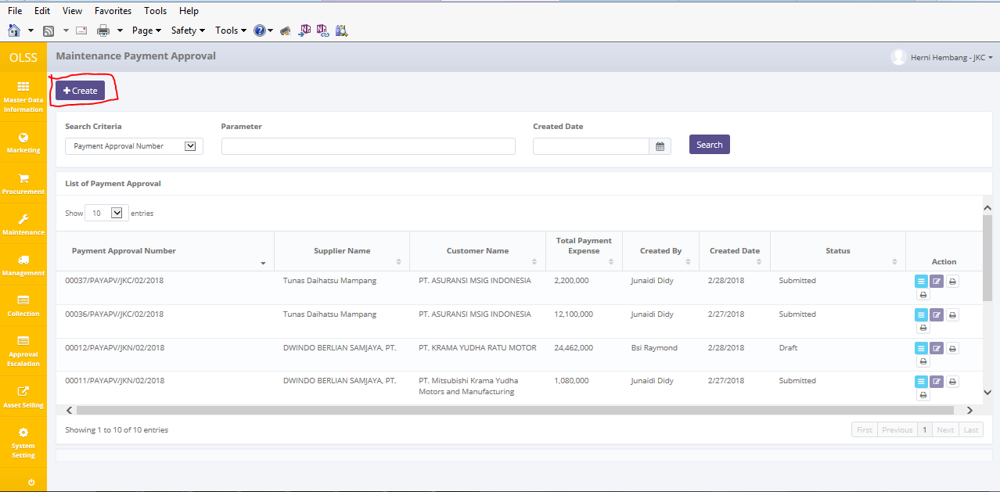 File Edit View Favorites Tools Help
Page Safety Tools
OLSS
Maintenance Payment Approval
Herni Hembang - JKC
Create
Master Data
Information
Marketing
Procurement
Maintenance
Management
Collection
Approval
Escalation
Asset Selling
System
Setting
Search Criteria Parameter Created Date
Payment Approval Number
Search
List of Payment Approval
Show 10 entries
Payment Approval Number Supplier Name Customer Name Total Payment Expense Created By Created Date Status Action
00037/PAYAPV/JKC/02/2018 Tunas Daihatsu Mampang PT. ASURANSI MSIG INDONESIA 2,200,000 Junaidi Didy 2/28/2018 Submitted
00036/PAYAPV/JKC/02/2018 Tunas Daihatsu Mampang PT. ASURANSI MSIG INDONESIA 12,100,000 Junaidi Didy 2/27/2018 Submitted
00012/PAYAPV/JKN/02/2018 DWINDO BERLIAN SAMJAYA, PT. PT. KRAMA YUDHA RATU MOTOR 24,462,000 Bsi Raymond 2/28/2018 Draft
00011/PAYAPV/JKN/02/2018 DWINDO BERLIAN SAMJAYA, PT. PT. Mitsubishi Krama Yudha Motors and Manufacturing 1,080,000 Junaidi Didy 2/27/2018 Submitted
Showing 1 to 10 of 10 entries
First Previous 1 Next Last